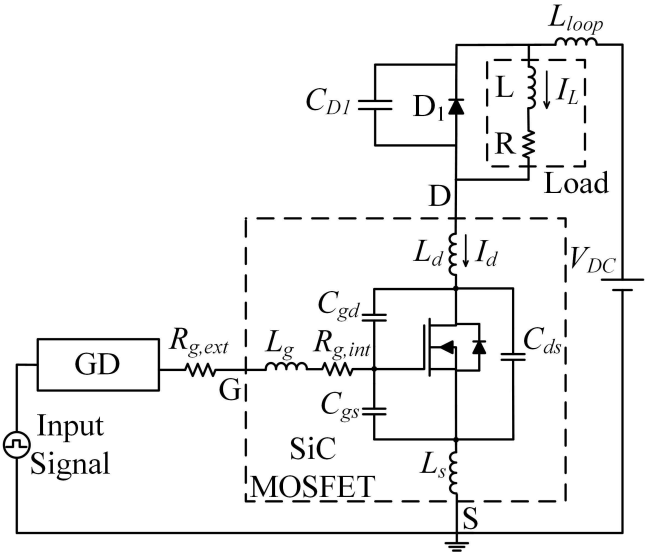 L_loop
C_D1
D₁
L
I_L
R
Load
D
L_d
I_d
V_DC
C_gd
R_g,ext
L_g
R_g,int
C_ds
GD
G
C_gs
Input
Signal
SiC
MOSFET
L_s
S